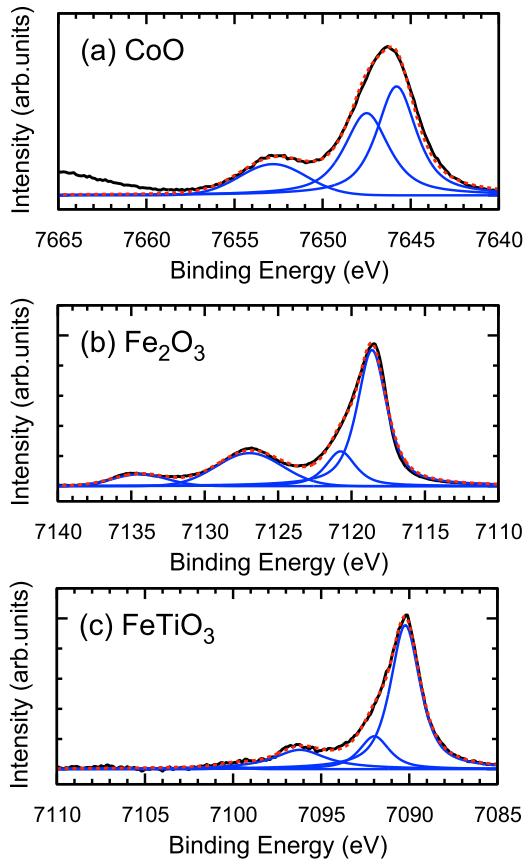 (a) CoO
Intensity (arb.units)
7665 7660 7655 7650 7645 7640
Binding Energy (eV)
(b) Fe2O3
Intensity (arb.units)
7140 7135 7130 7125 7120 7115 7110
Binding Energy (eV)
(c) FeTiO3
Intensity (arb.units)
7110 7105 7100 7095 7090 7085
Binding Energy (eV)